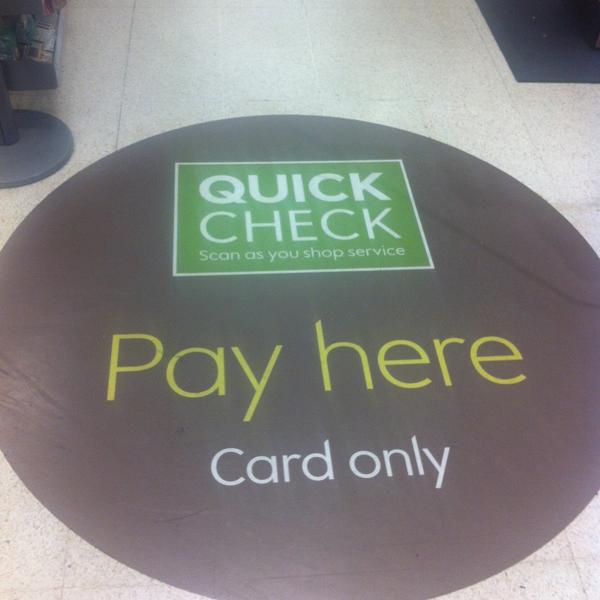 QUICK
CHECK
Scan as you shop service
Pay here
Card only